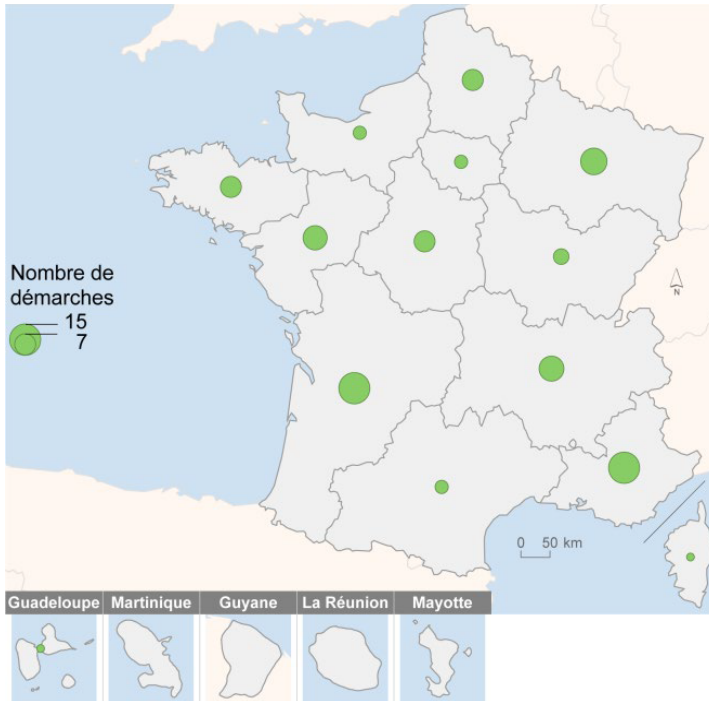 Nombre de
démarches
15
7
N
0 50 km
Guadeloupe Martinique Guyane La Réunion Mayotte